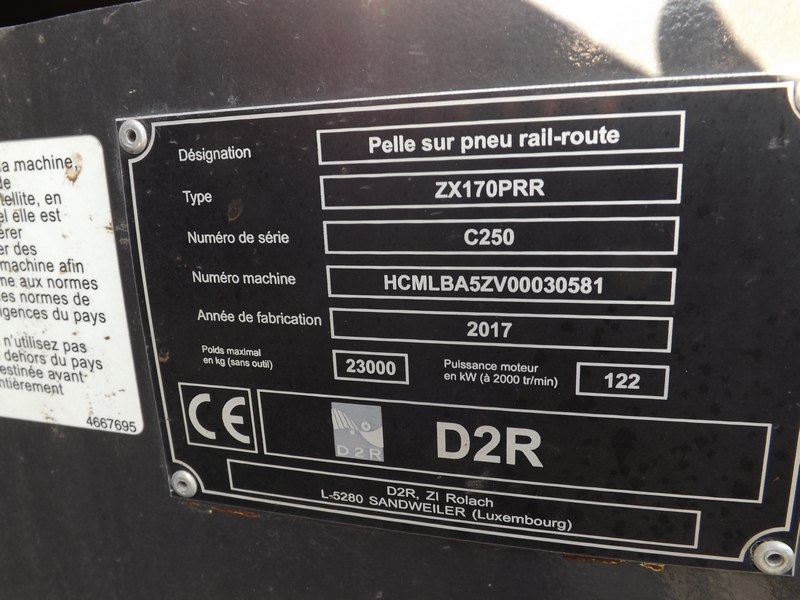 a machine,
de
tellite, en
el elle est
érer
er des
machine afin
me aux normes
es normes de
igences du pays
n'utilisez pas
dehors du pays
estinée avant-
ntièrement
4667695
Désignation Pelle sur pneu rail-route
Type ZX170PRR
Numéro de série C250
Numéro machine HCMLBA5ZV00030581
Année de fabrication 2017
Poids maximal
en kg (sans outil) 23000
Puissance moteur
en kW (à 2000 tr/min) 122
CE
D2R
D2R
D2R, ZI Rolach
L-5280 SANDWEILER (Luxembourg)